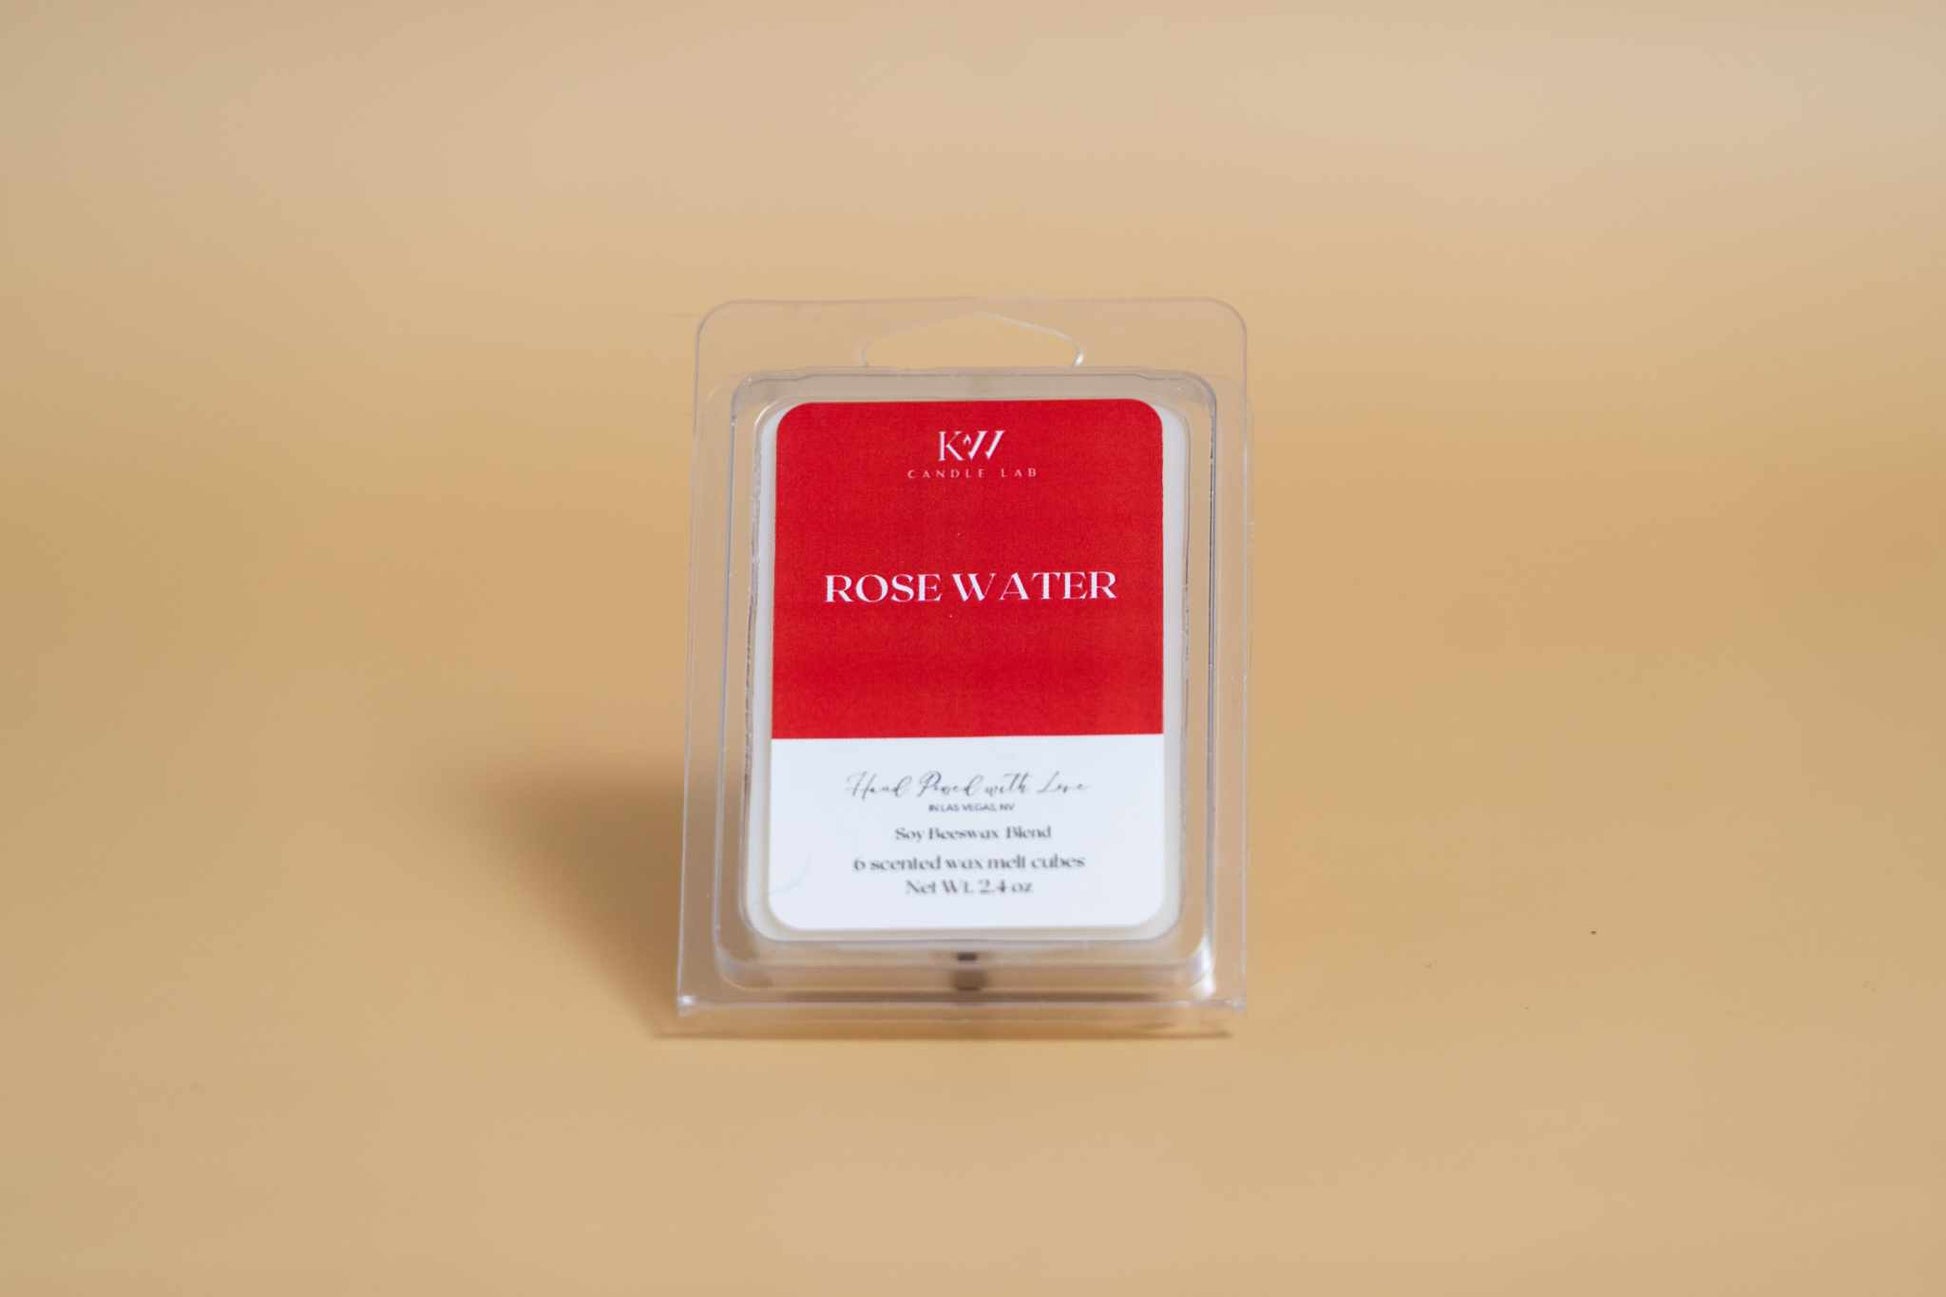 KW
CANDLE LAB
ROSE WATER
Hand Poured with Love
IN LAS VEGAS, NV
Soy Beeswax Blend
6 scented wax melt cubes
Net Wt. 2.4 oz